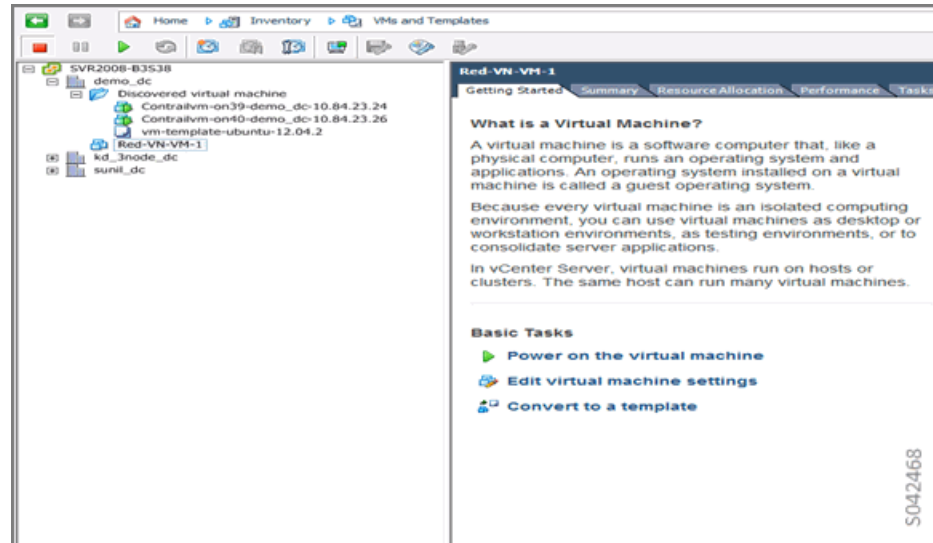 Home Inventory VMs and Templates
SVR2008-B3S38
demo_dc
Discovered virtual machine
Contrailvm-on39-demo_dc-10.84.23.24
Contrailvm-on40-demo_dc-10.84.23.26
vm-template-ubuntu-12.04.2
Red-VN-VM-1
kd_3node_dc
sunil_dc
Red-VN-VM-1
Getting Started Summary Resource Allocation Performance Tasks
What is a Virtual Machine?
A virtual machine is a software computer that, like a
physical computer, runs an operating system and
applications. An operating system installed on a virtual
machine is called a guest operating system.
Because every virtual machine is an isolated computing
environment, you can use virtual machines as desktop or
workstation environments, as testing environments, or to
consolidate server applications.
In vCenter Server, virtual machines run on hosts or
clusters. The same host can run many virtual machines.
Basic Tasks
Power on the virtual machine
Edit virtual machine settings
Convert to a template
S042468